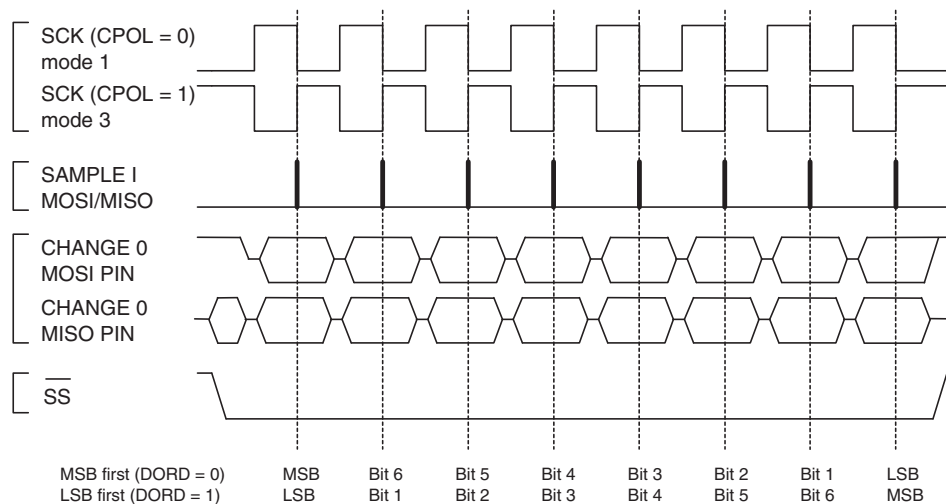 SCK (CPOL = 0)
mode 1
SCK (CPOL = 1)
mode 3
SAMPLE I
MOSI/MISO
CHANGE 0
MOSI PIN
CHANGE 0
MISO PIN
SS
MSB first (DORD = 0) MSB Bit 6 Bit 5 Bit 4 Bit 3 Bit 2 Bit 1 LSB
LSB first (DORD = 1) LSB Bit 1 Bit 2 Bit 3 Bit 4 Bit 5 Bit 6 MSB